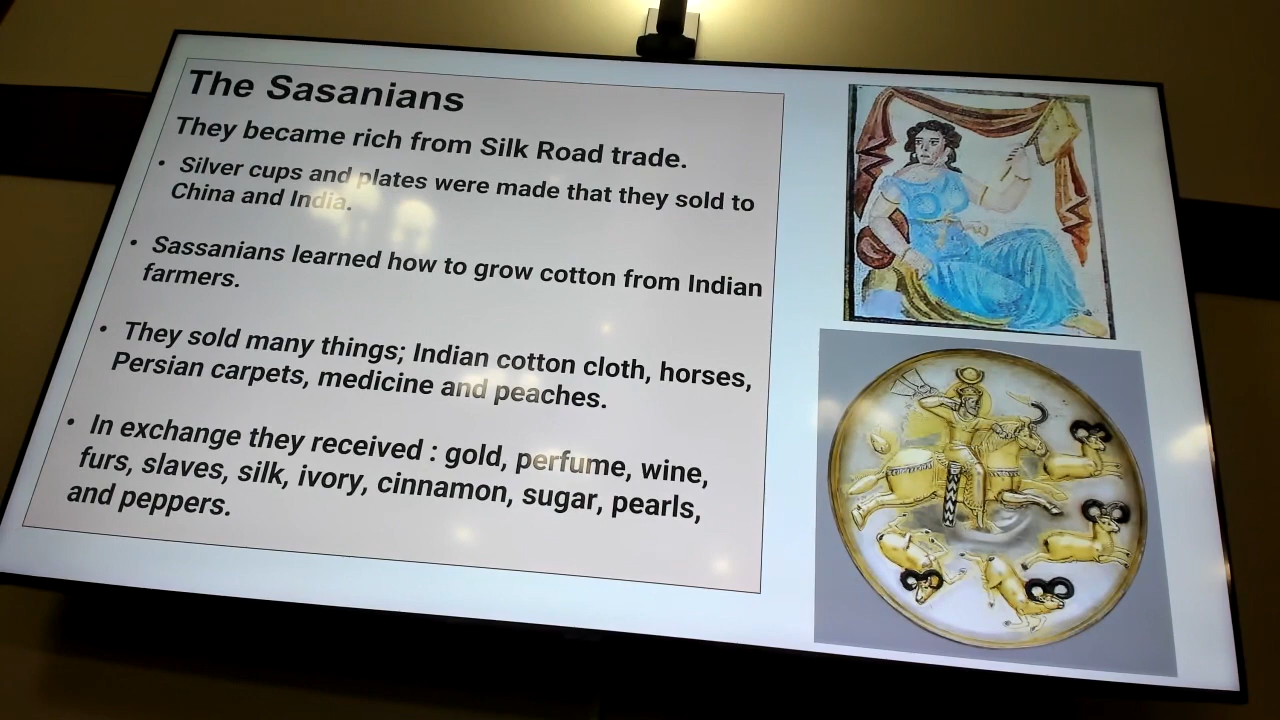 The Sasanians
They became rich from Silk Road trade.
• Silver cups and plates were made that they sold to
China and India.
• Sassanians learned how to grow cotton from Indian
farmers.
• They sold many things; Indian cotton cloth, horses,
Persian carpets, medicine and peaches.
• In exchange they received : gold, perfume, wine,
furs, slaves, silk, ivory, cinnamon, sugar, pearls,
and peppers.